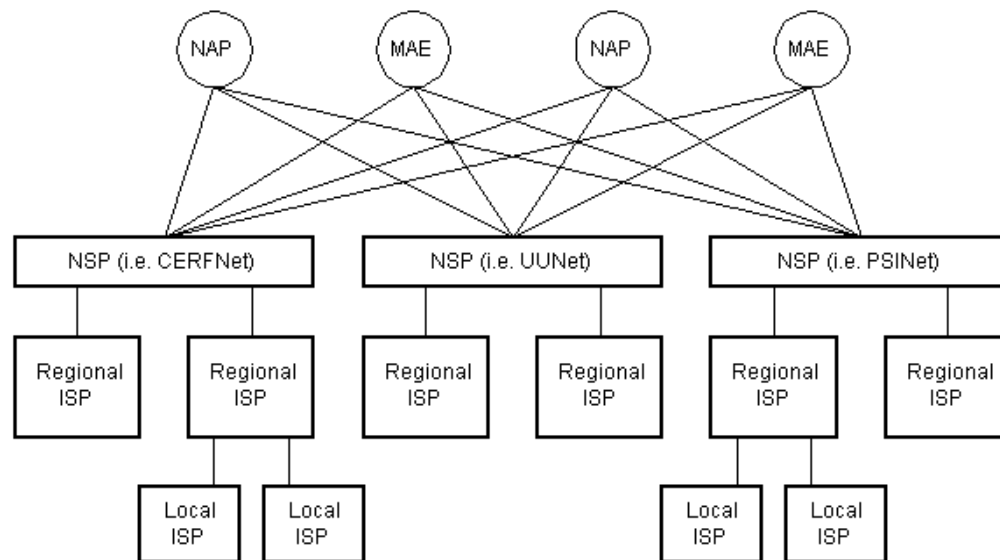 NAP
MAE
NAP
MAE
NSP (i.e. CERFNet)
NSP (i.e. UUNet)
NSP (i.e. PSINet)
Regional
ISP
Regional
ISP
Regional
ISP
Regional
ISP
Regional
ISP
Regional
ISP
Local
ISP
Local
ISP
Local
ISP
Local
ISP